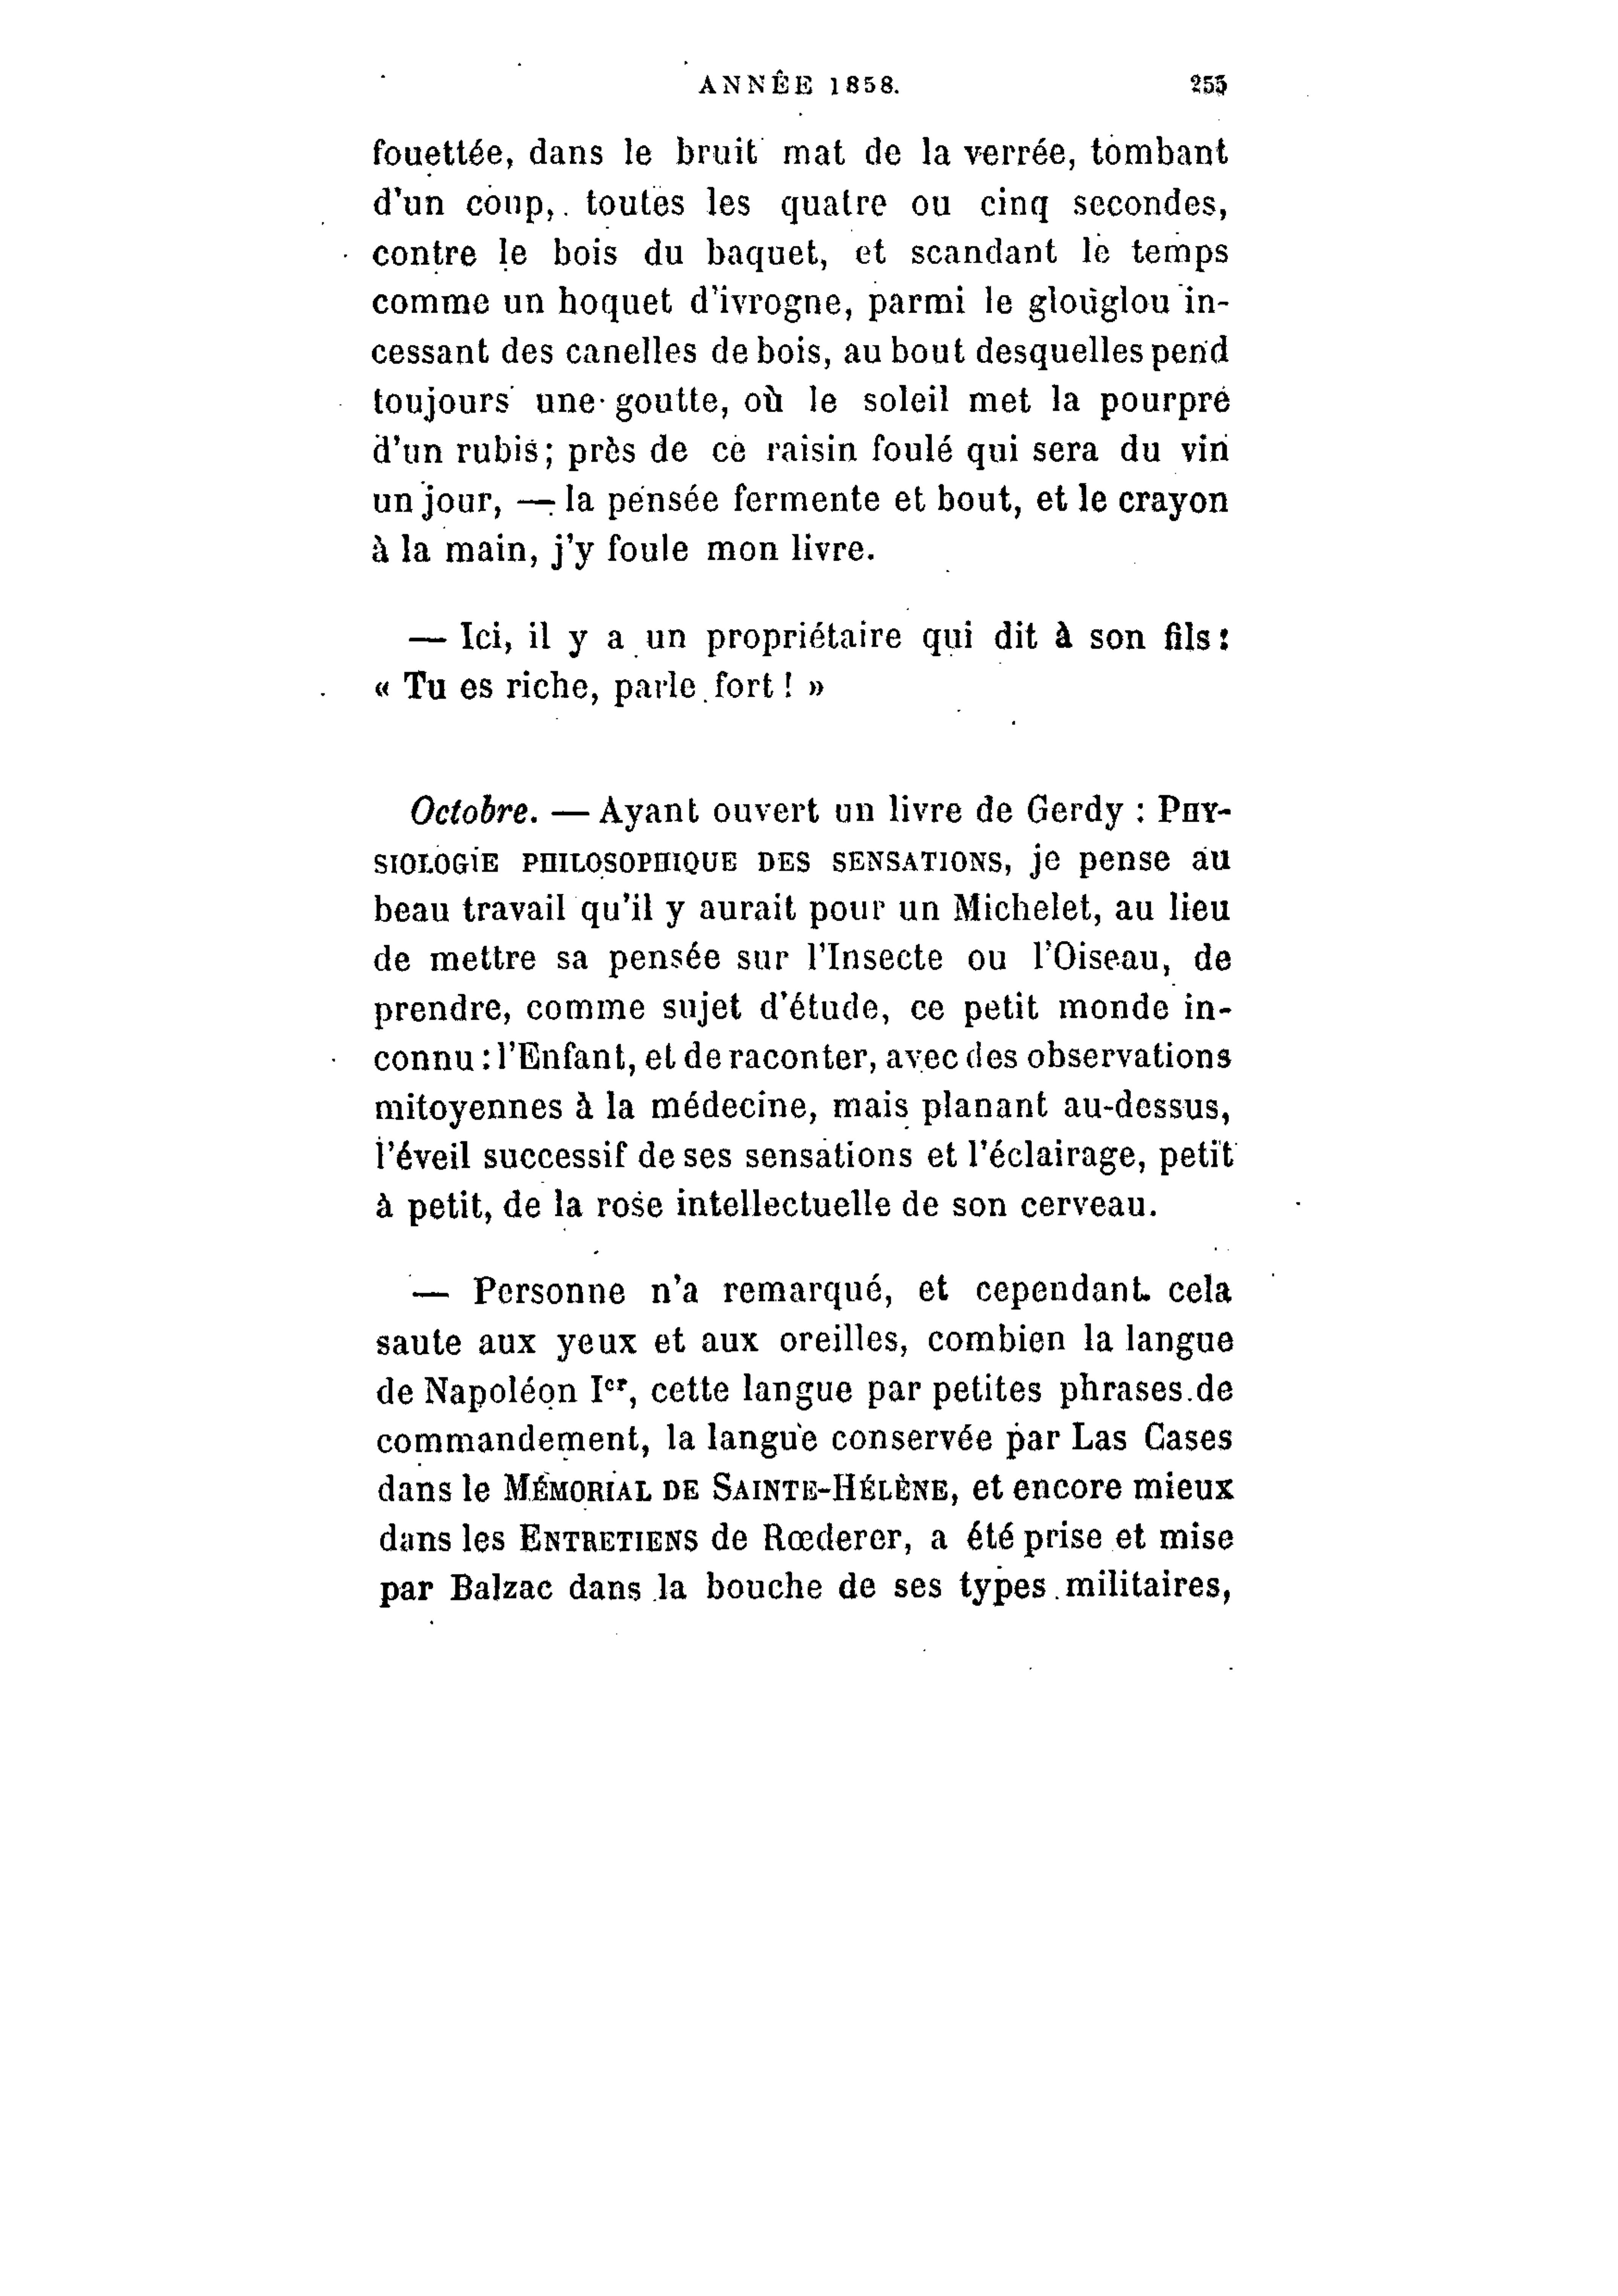 ANNÉE 1858. 255
fouettée, dans le bruit mat de la verrée, tombant
d'un coup, toutes les quatre ou cinq secondes,
contre le bois du baquet, et scandant le temps
comme un hoquet d'ivrogne, parmi le glouglou in-
cessant des canelles de bois, au bout desquelles pend
toujours une goutte, où le soleil met la pourpre
d'un rubis; près de ce raisin foulé qui sera du vin
un jour, — la pensée fermente et bout, et le crayon
à la main, j'y foule mon livre.
— Ici, il y a un propriétaire qui dit à son fils :
« Tu es riche, parle fort ! »
Octobre. — Ayant ouvert un livre de Gerdy : PHY-
SIOLOGIE PHILOSOPHIQUE DES SENSATIONS, je pense au
beau travail qu'il y aurait pour un Michelet, au lieu
de mettre sa pensée sur l'Insecte ou l'Oiseau, de
prendre, comme sujet d'étude, ce petit monde in-
connu : l'Enfant, et de raconter, avec des observations
mitoyennes à la médecine, mais planant au-dessus,
l'éveil successif de ses sensations et l'éclairage, petit
à petit, de la rose intellectuelle de son cerveau.
— Personne n'a remarqué, et cependant cela
saute aux yeux et aux oreilles, combien la langue
de Napoléon Ier, cette langue par petites phrases de
commandement, la langue conservée par Las Cases
dans le MÉMORIAL DE SAINTE-HÉLÈNE, et encore mieux
dans les ENTRETIENS de Rœderer, a été prise et mise
par Balzac dans la bouche de ses types militaires,